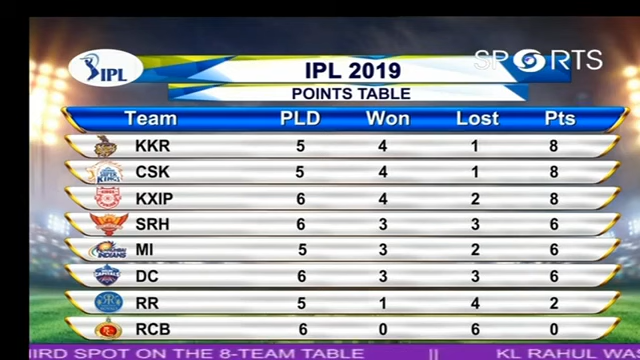 SPORTS
IPL
IPL 2019
POINTS TABLE
Team PLD Won Lost Pts
KKR 5 4 1 8
CSK 5 4 1 8
KXIP 6 4 2 8
SRH 6 3 3 6
MI 5 3 2 6
DC 6 3 3 6
RR 5 1 4 2
RCB 6 0 6 0
HIRD SPOT ON THE 8-TEAM TABLE || KL RAHUL WAS